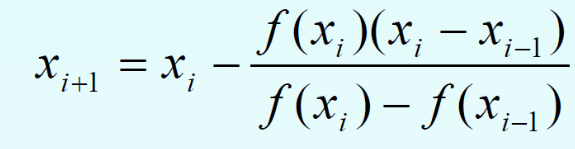 x_{i+1} = x_i - \frac{f(x_i)(x_i - x_{i-1})}{f(x_i) - f(x_{i-1})}